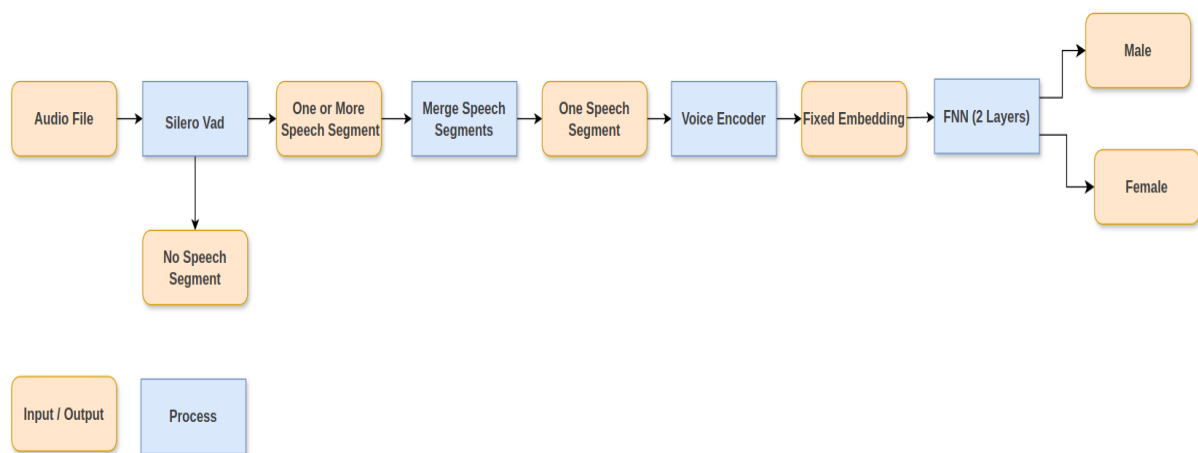 Male
Audio File
Silero Vad
One or More
Speech Segment
Merge Speech
Segments
One Speech
Segment
Voice Encoder
Fixed Embedding
FNN (2 Layers)
Female
No Speech
Segment
Input / Output
Process